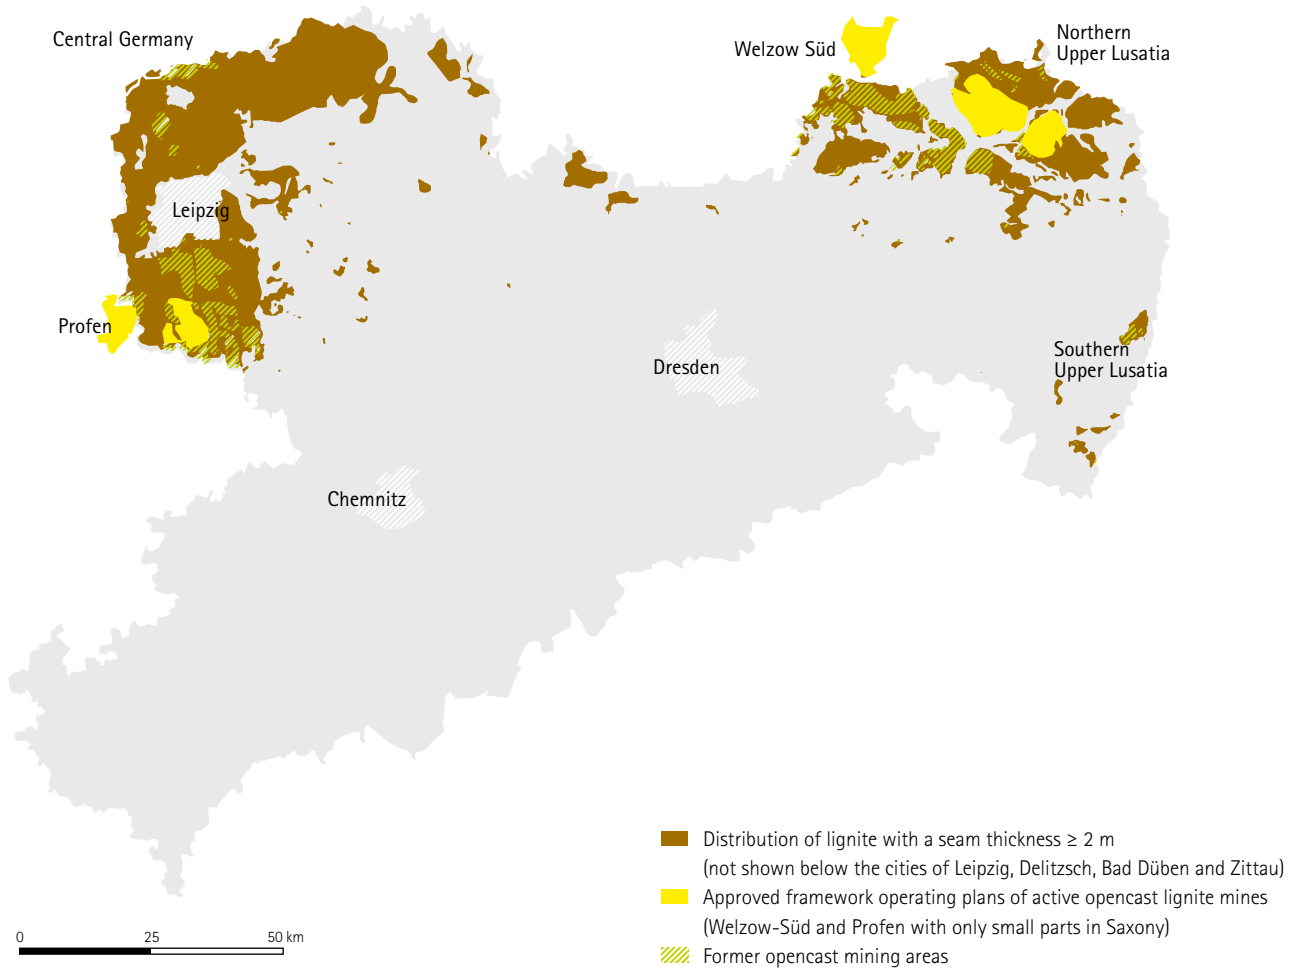 Central Germany
Welzow Süd
Northern
Upper Lusatia
Leipzig
Profen
Dresden
Southern
Upper Lusatia
Chemnitz
Distribution of lignite with a seam thickness ≥ 2 m
(not shown below the cities of Leipzig, Delitzsch, Bad Düben and Zittau)
Approved framework operating plans of active opencast lignite mines
(Welzow-Süd and Profen with only small parts in Saxony)
Former opencast mining areas
0 25 50 km